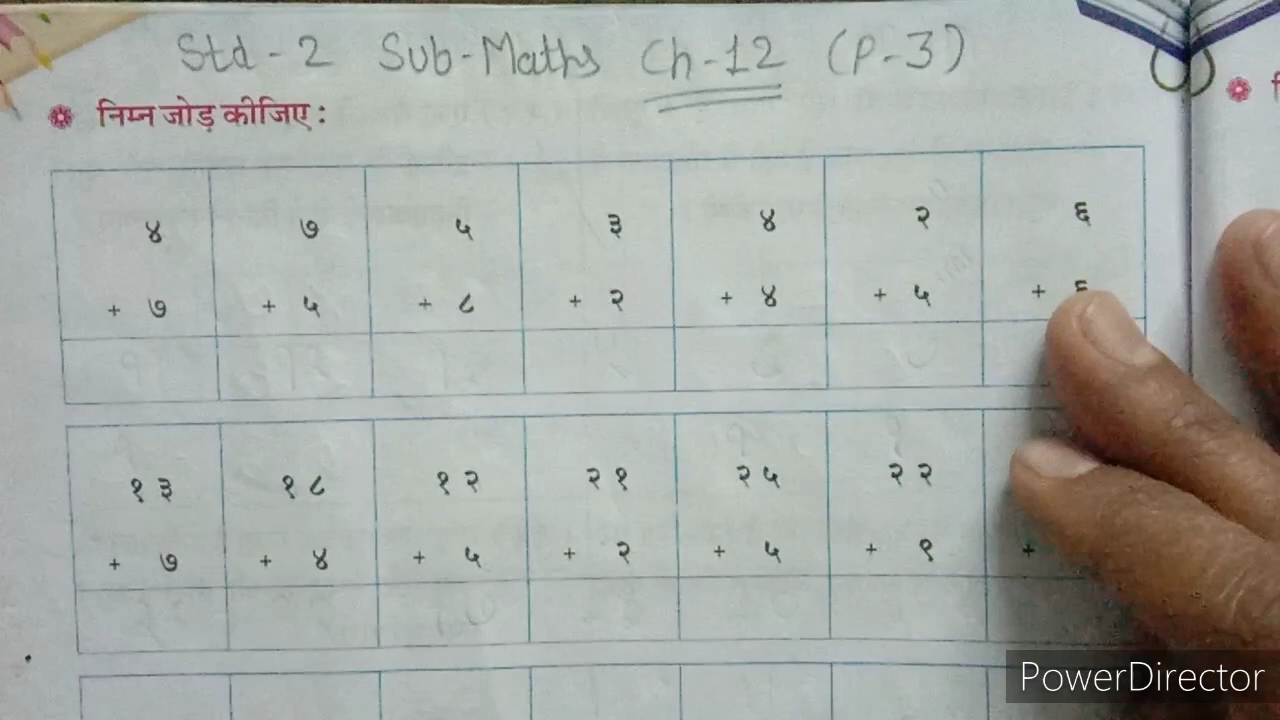 Std-2 Sub-Maths Ch-12 (P-3)
निम्न जोड़ कीजिए :
४ ७ ५ ३ ४ २ ६
+ ७ + ५ + ८ + २ + ४ + ५ +
१३ १८ १२ २१ २५ २२
+ ७ + ४ + ५ + २ + ५ + १ +
PowerDirector